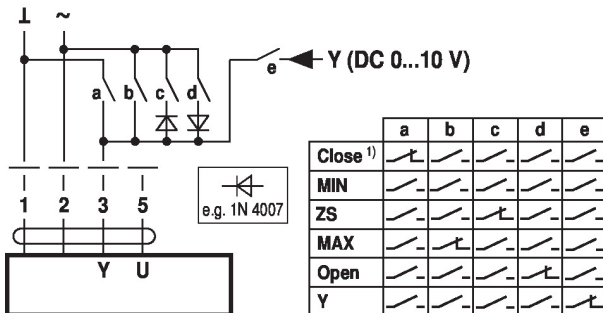 ⊥ ~
a b c d
e
Y (DC 0...10 V)
1 2 3 5
Y U
e.g. 1N 4007
a b c d e
Close 1)
MIN
ZS
MAX
Open
Y